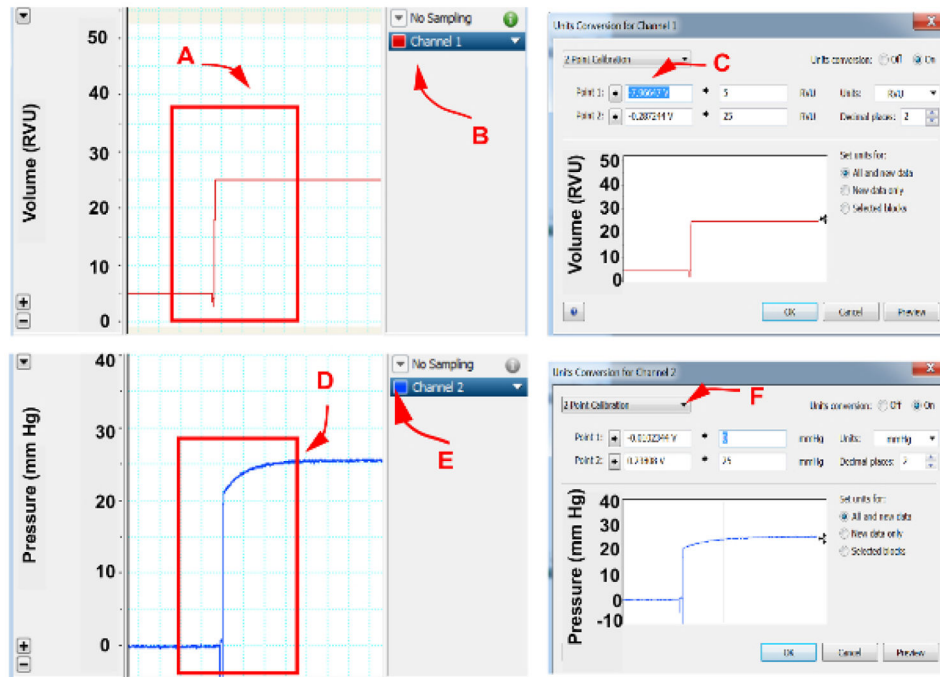 50
40
30
20
10
0
Volume (RVU)
A
No Sampling
Channel 1
B
Units Conversion for Channel 1
2 Point Calibration
C
Units conversion: Off On
Point 1: 5 RVU Units: RVU
Point 2: -0.287244 V 25 RVU Decimal places: 2
50
40
30
20
10
0
Volume (RVU)
Set units for:
All and new data
New data only
Selected blocks
OK Cancel Preview
40
30
20
10
0
Pressure (mm Hg)
D
No Sampling
Channel 2
E
Units Conversion for Channel 2
2 Point Calibration
F
Units conversion: Off On
Point 1: -0.0102344 V mmHg Units: mmHg
Point 2: 25 mmHg Decimal places: 2
40
30
20
10
0
-10
Pressure (mm Hg)
Set units for:
All and new data
New data only
Selected blocks
OK Cancel Preview